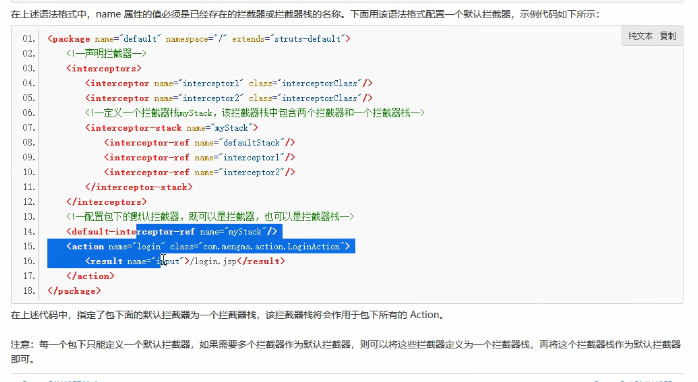 在上述语法格式中，name 属性的值必须是已经存在的拦截器或拦截器栈的名称。下面用该语法格式配置一个默认拦截器，示例代码如下所示：
纯文本 复制
01. <package name="default" namespace="/" extends="struts-default">
02. <!—声明拦截器—>
03. <interceptors>
04. <interceptor name="interceptor1" class="interceptorClass"/>
05. <interceptor name="interceptor2" class="interceptorClass"/>
06. <!—定义一个拦截器栈myStack，该拦截器栈中包含两个拦截器和一个拦截器栈—>
07. <interceptor-stack name="myStack">
08. <interceptor-ref name="defaultStack"/>
09. <interceptor-ref name="interceptor1"/>
10. <interceptor-ref name="interceptor2"/>
11. </interceptor-stack>
12. </interceptors>
13. <!—配置包下的默认拦截器，既可以是拦截器，也可以是拦截器栈—>
14. <default-interceptor-ref name="myStack"/>
15. <action name="login" class="com.mengma.action.LoginAction">
16. <result name="input">/login.jsp</result>
17. </action>
18. </package>
在上述代码中，指定了包下面的默认拦截器为一个拦截器栈，该拦截器栈将会作用于包下所有的 Action。
注意：每一个包下只能定义一个默认拦截器，如果需要多个拦截器作为默认拦截器，则可以将这些拦截器定义为一个拦截器栈，再将这个拦截器栈作为默认拦截器
即可。